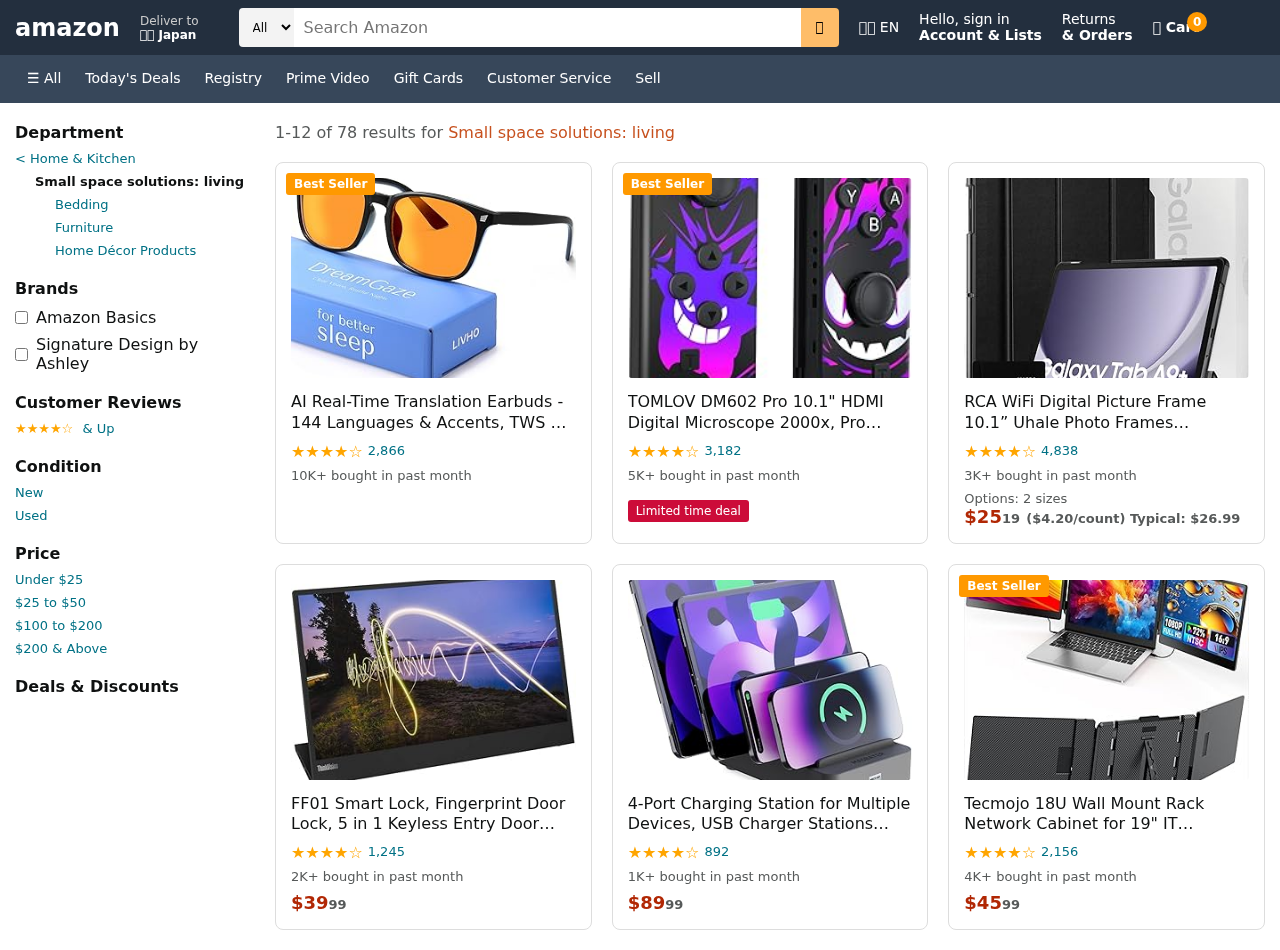 amazon
Deliver to
Japan
All
Search Amazon
EN
Hello, sign in
Account & Lists
Returns
& Orders
0
☰ All
Today's Deals
Registry
Prime Video
Gift Cards
Customer Service
Sell
Department
< Home & Kitchen
Small space solutions: living
Bedding
Furniture
Home Décor Products
Brands
Amazon Basics
Signature Design by
Ashley
Customer Reviews
★★★★☆ & Up
Condition
New
Used
Price
Under $25
$25 to $50
$100 to $200
$200 & Above
Deals & Discounts
1-12 of 78 results for Small space solutions: living
Best Seller
DreamGaze
for better
sleep
LIVHO
AI Real-Time Translation Earbuds -
144 Languages & Accents, TWS ...
★★★★☆ 2,866
10K+ bought in past month
Best Seller
Y
A
B
TOMLOV DM602 Pro 10.1" HDMI
Digital Microscope 2000x, Pro...
★★★★☆ 3,182
5K+ bought in past month
Limited time deal
Gala
Galaxy Tab A9+
RCA WiFi Digital Picture Frame
10.1” Uhale Photo Frames...
★★★★☆ 4,838
3K+ bought in past month
Options: 2 sizes
$25 19 ($4.20/count) Typical: $26.99
FF01 Smart Lock, Fingerprint Door
Lock, 5 in 1 Keyless Entry Door...
★★★★☆ 1,245
2K+ bought in past month
$39 99
4-Port Charging Station for Multiple
Devices, USB Charger Stations...
★★★★☆ 892
1K+ bought in past month
$89 99
Best Seller
1080P
FULL HD
72%
NTSC
16:9
IPS
Tecmojo 18U Wall Mount Rack
Network Cabinet for 19" IT...
★★★★☆ 2,156
4K+ bought in past month
$45 99